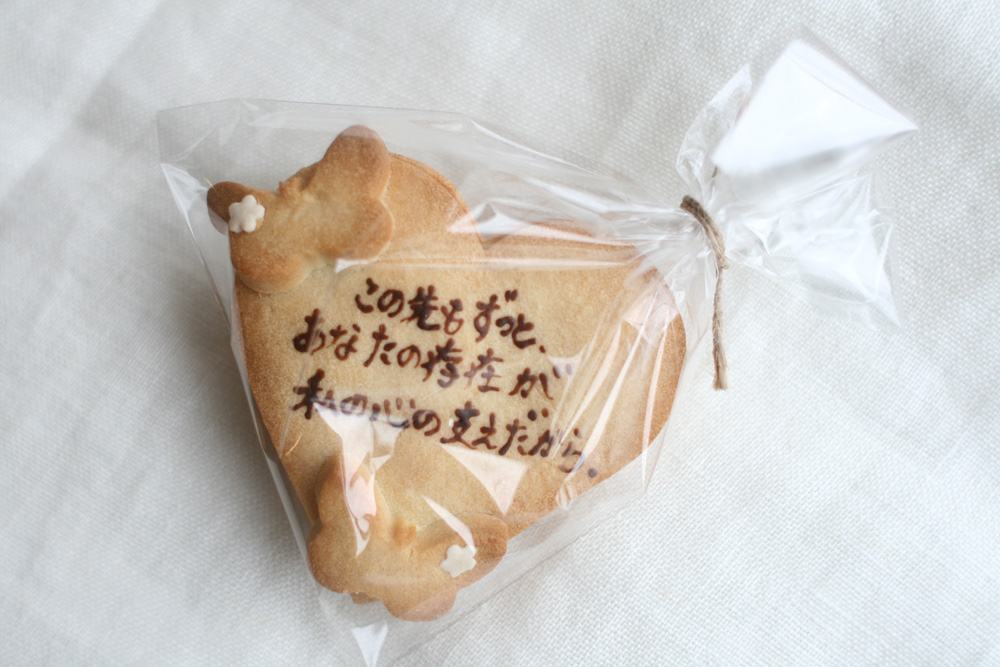 この先もずっと、
あなたの存在が
私の心の支えだから。